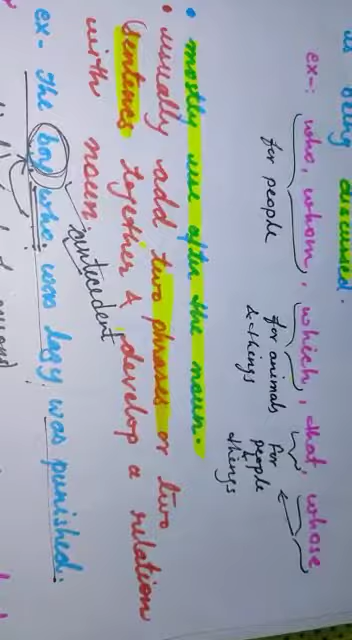 is being discussed.
ex-: who, whom, which, that, whose
for people
for animals & things
for people & things
• mostly use after the noun.
• usually add two phrases or two
sentences together & develop a relation
with noun
antecedent
ex- The boy who was lazy was punished.